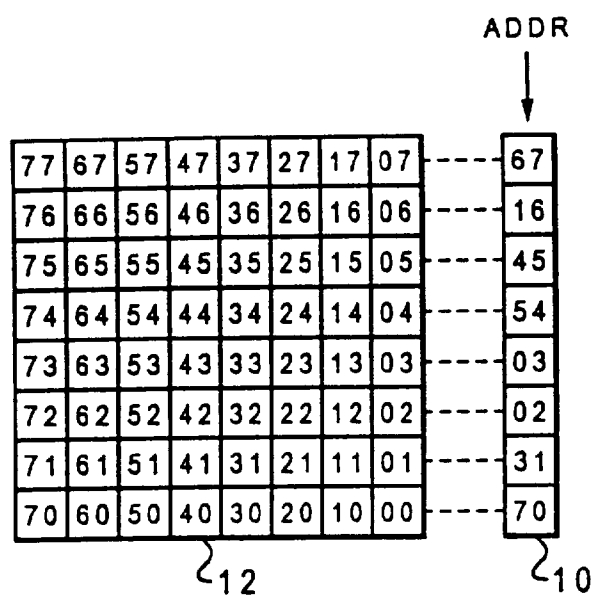 ADDR
77 67 57 47 37 27 17 07 67
76 66 56 46 36 26 16 06 16
75 65 55 45 35 25 15 05 45
74 64 54 44 34 24 14 04 54
73 63 53 43 33 23 13 03 03
72 62 52 42 32 22 12 02 02
71 61 51 41 31 21 11 01 31
70 60 50 40 30 20 10 00 70
12 10